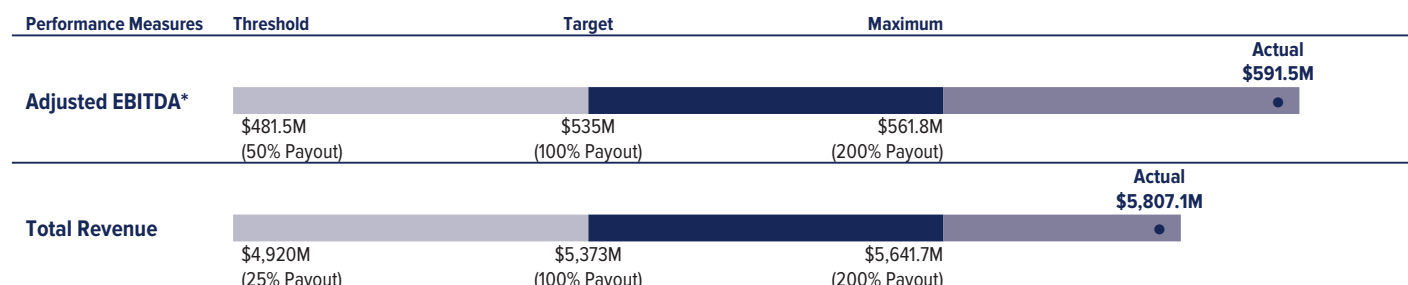 Performance Measures Threshold Target Maximum
Actual
$591.5M
Adjusted EBITDA*
$481.5M $535M $561.8M
(50% Payout) (100% Payout) (200% Payout)
Actual
$5,807.1M
Total Revenue
$4,920M $5,373M $5,641.7M
(25% Payout) (100% Payout) (200% Payout)